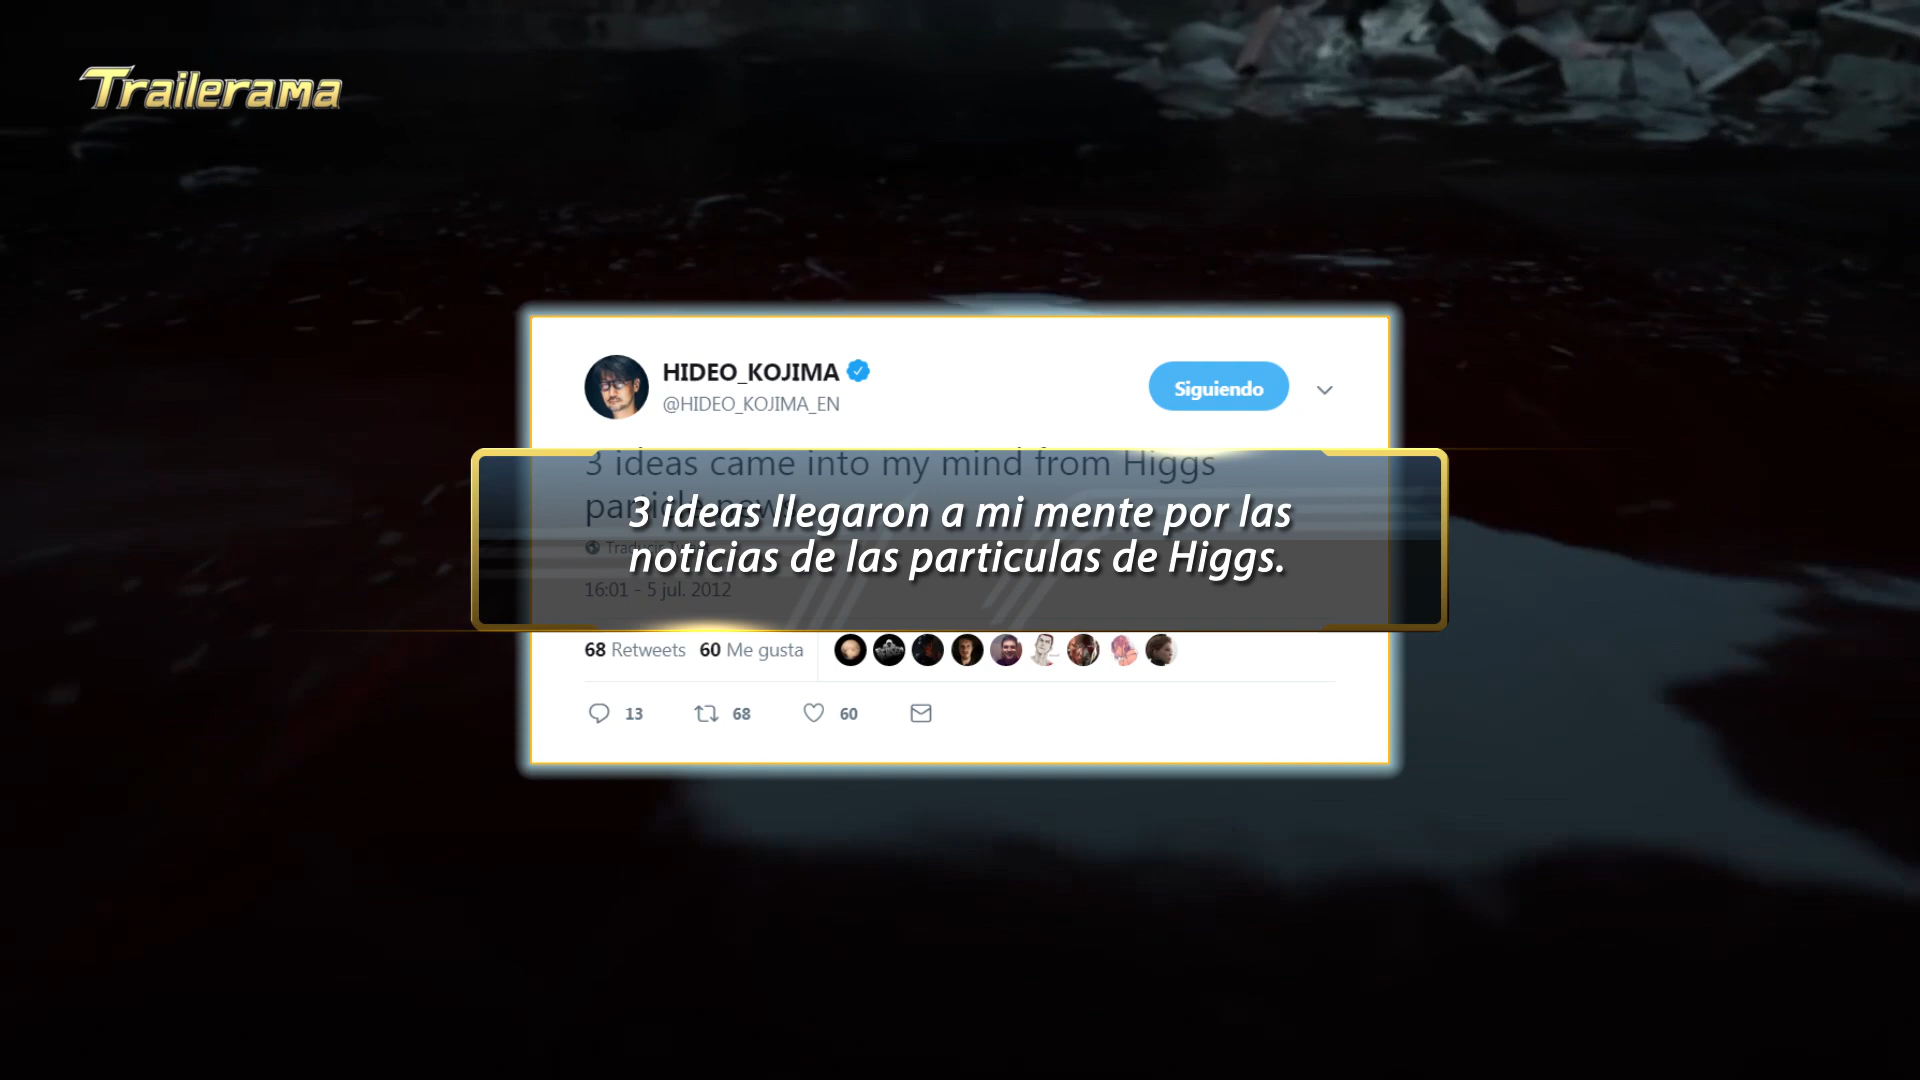 Trailerama
HIDEO_KOJIMA
@HIDEO_KOJIMA_EN
Siguiendo
3 ideas came into my mind from Higgs
3 ideas llegaron a mi mente por las
noticias de las particulas de Higgs.
16:01 - 5 jul. 2012
68 Retweets 60 Me gusta
13 68 60